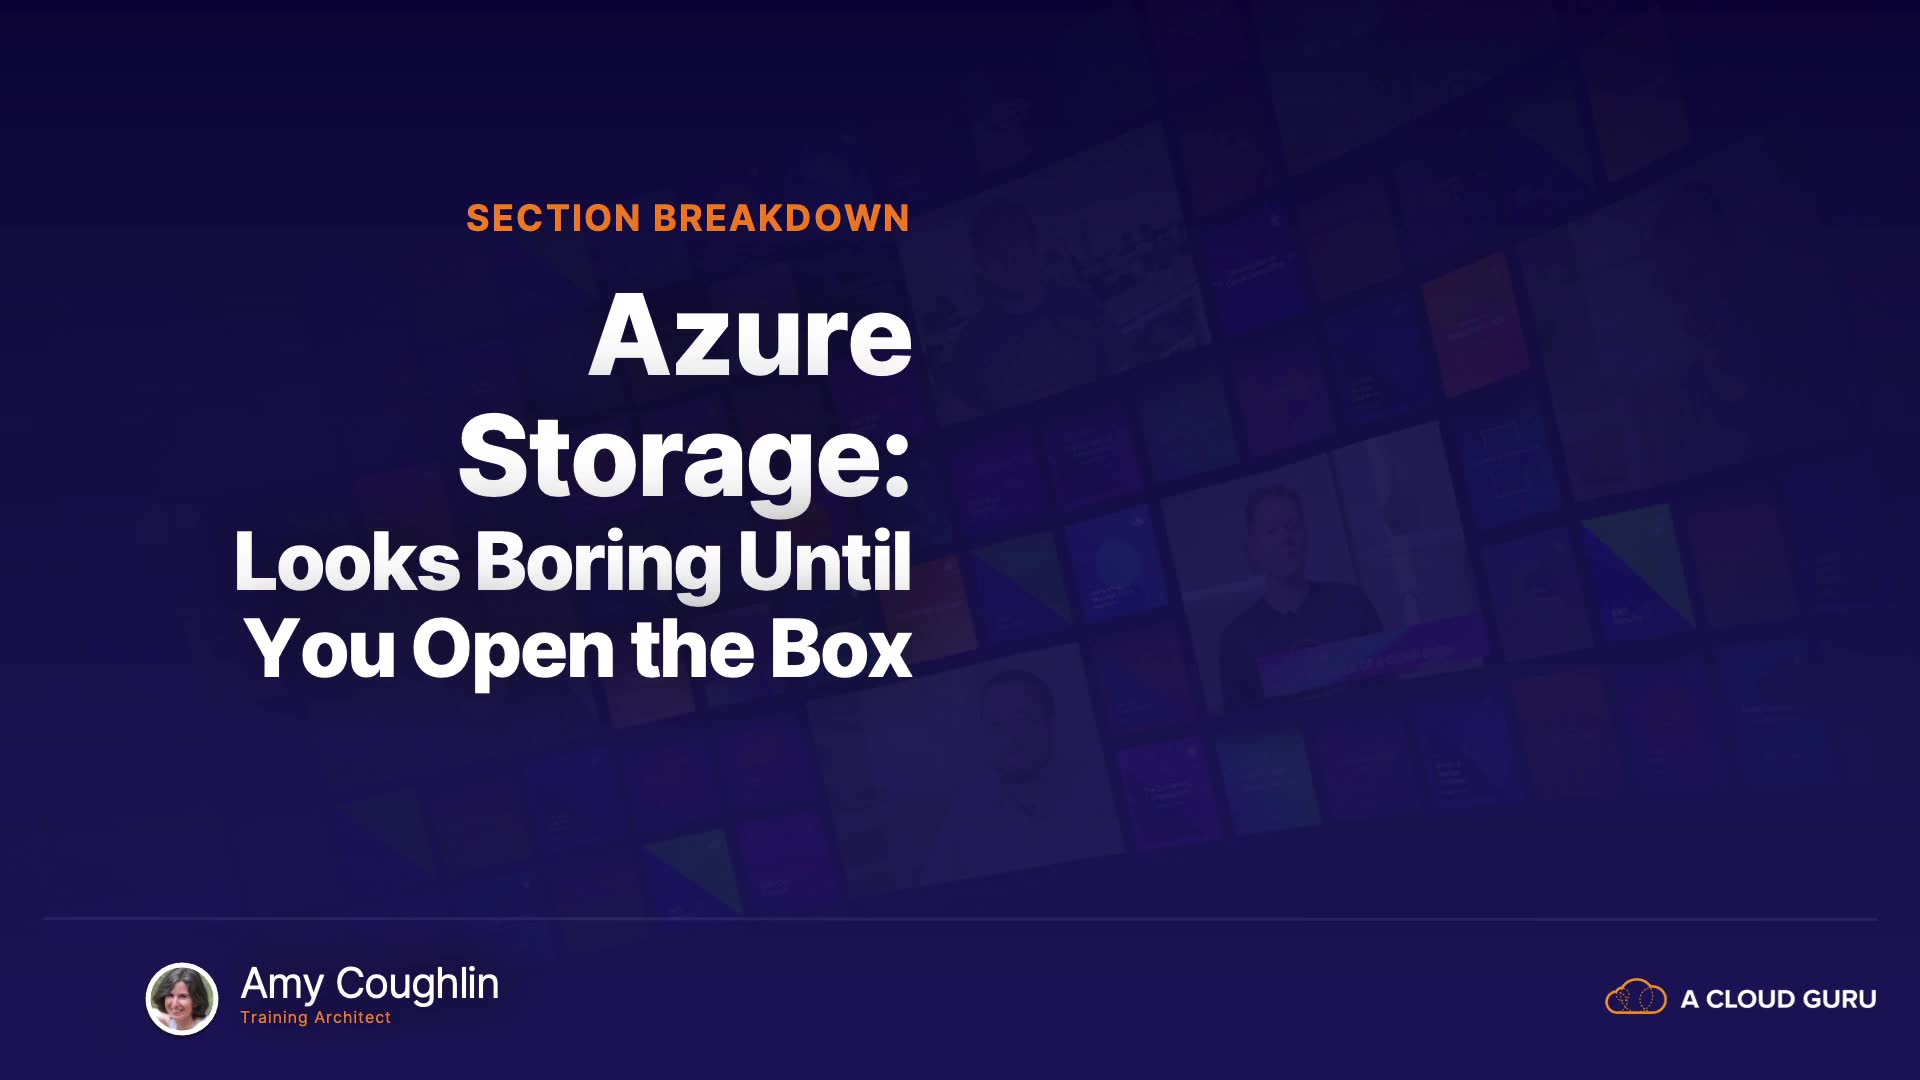 SECTION BREAKDOWN
Azure
Storage:
Looks Boring Until
You Open the Box
Amy Coughlin
Training Architect
A CLOUD GURU